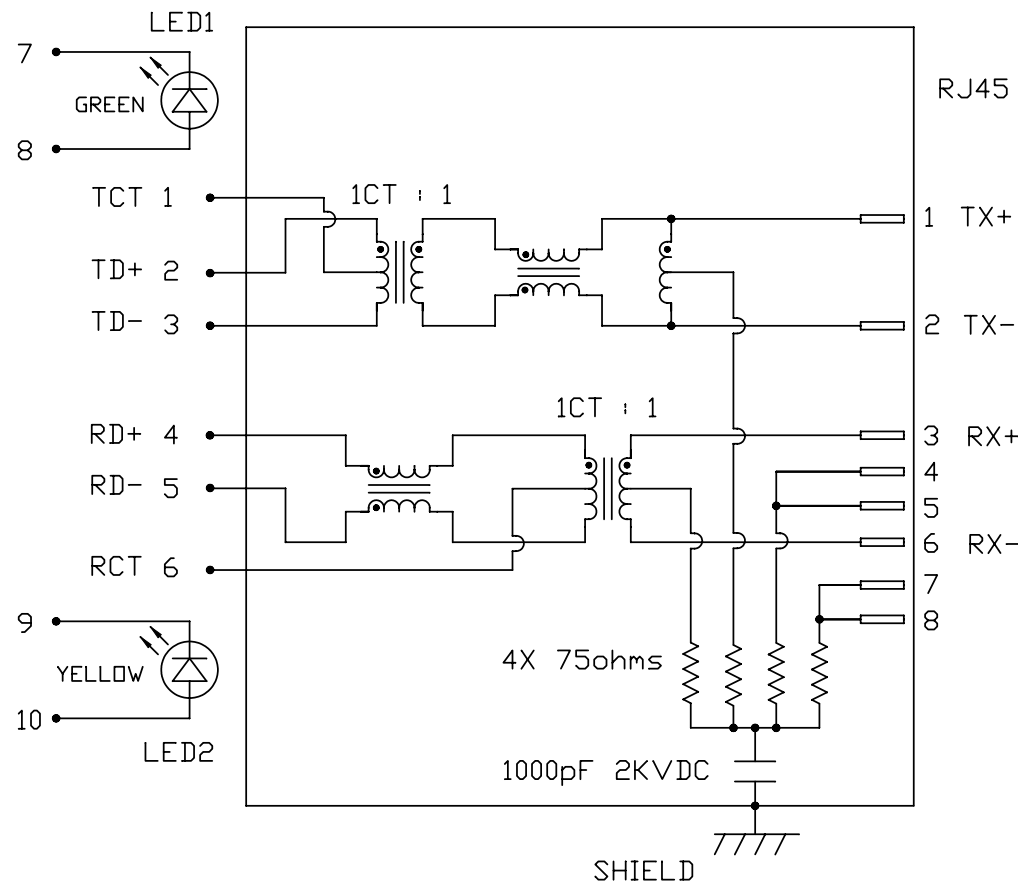 LED1
7
GREEN
8
RJ45
TCT 1
1CT : 1
1 TX+
TD+ 2
TD- 3
2 TX-
1CT : 1
RD+ 4
3 RX+
4
RD- 5
5
6 RX-
RCT 6
7
8
9
YELLOW
4X 75ohms
10
LED2
1000pF 2KVDC
SHIELD